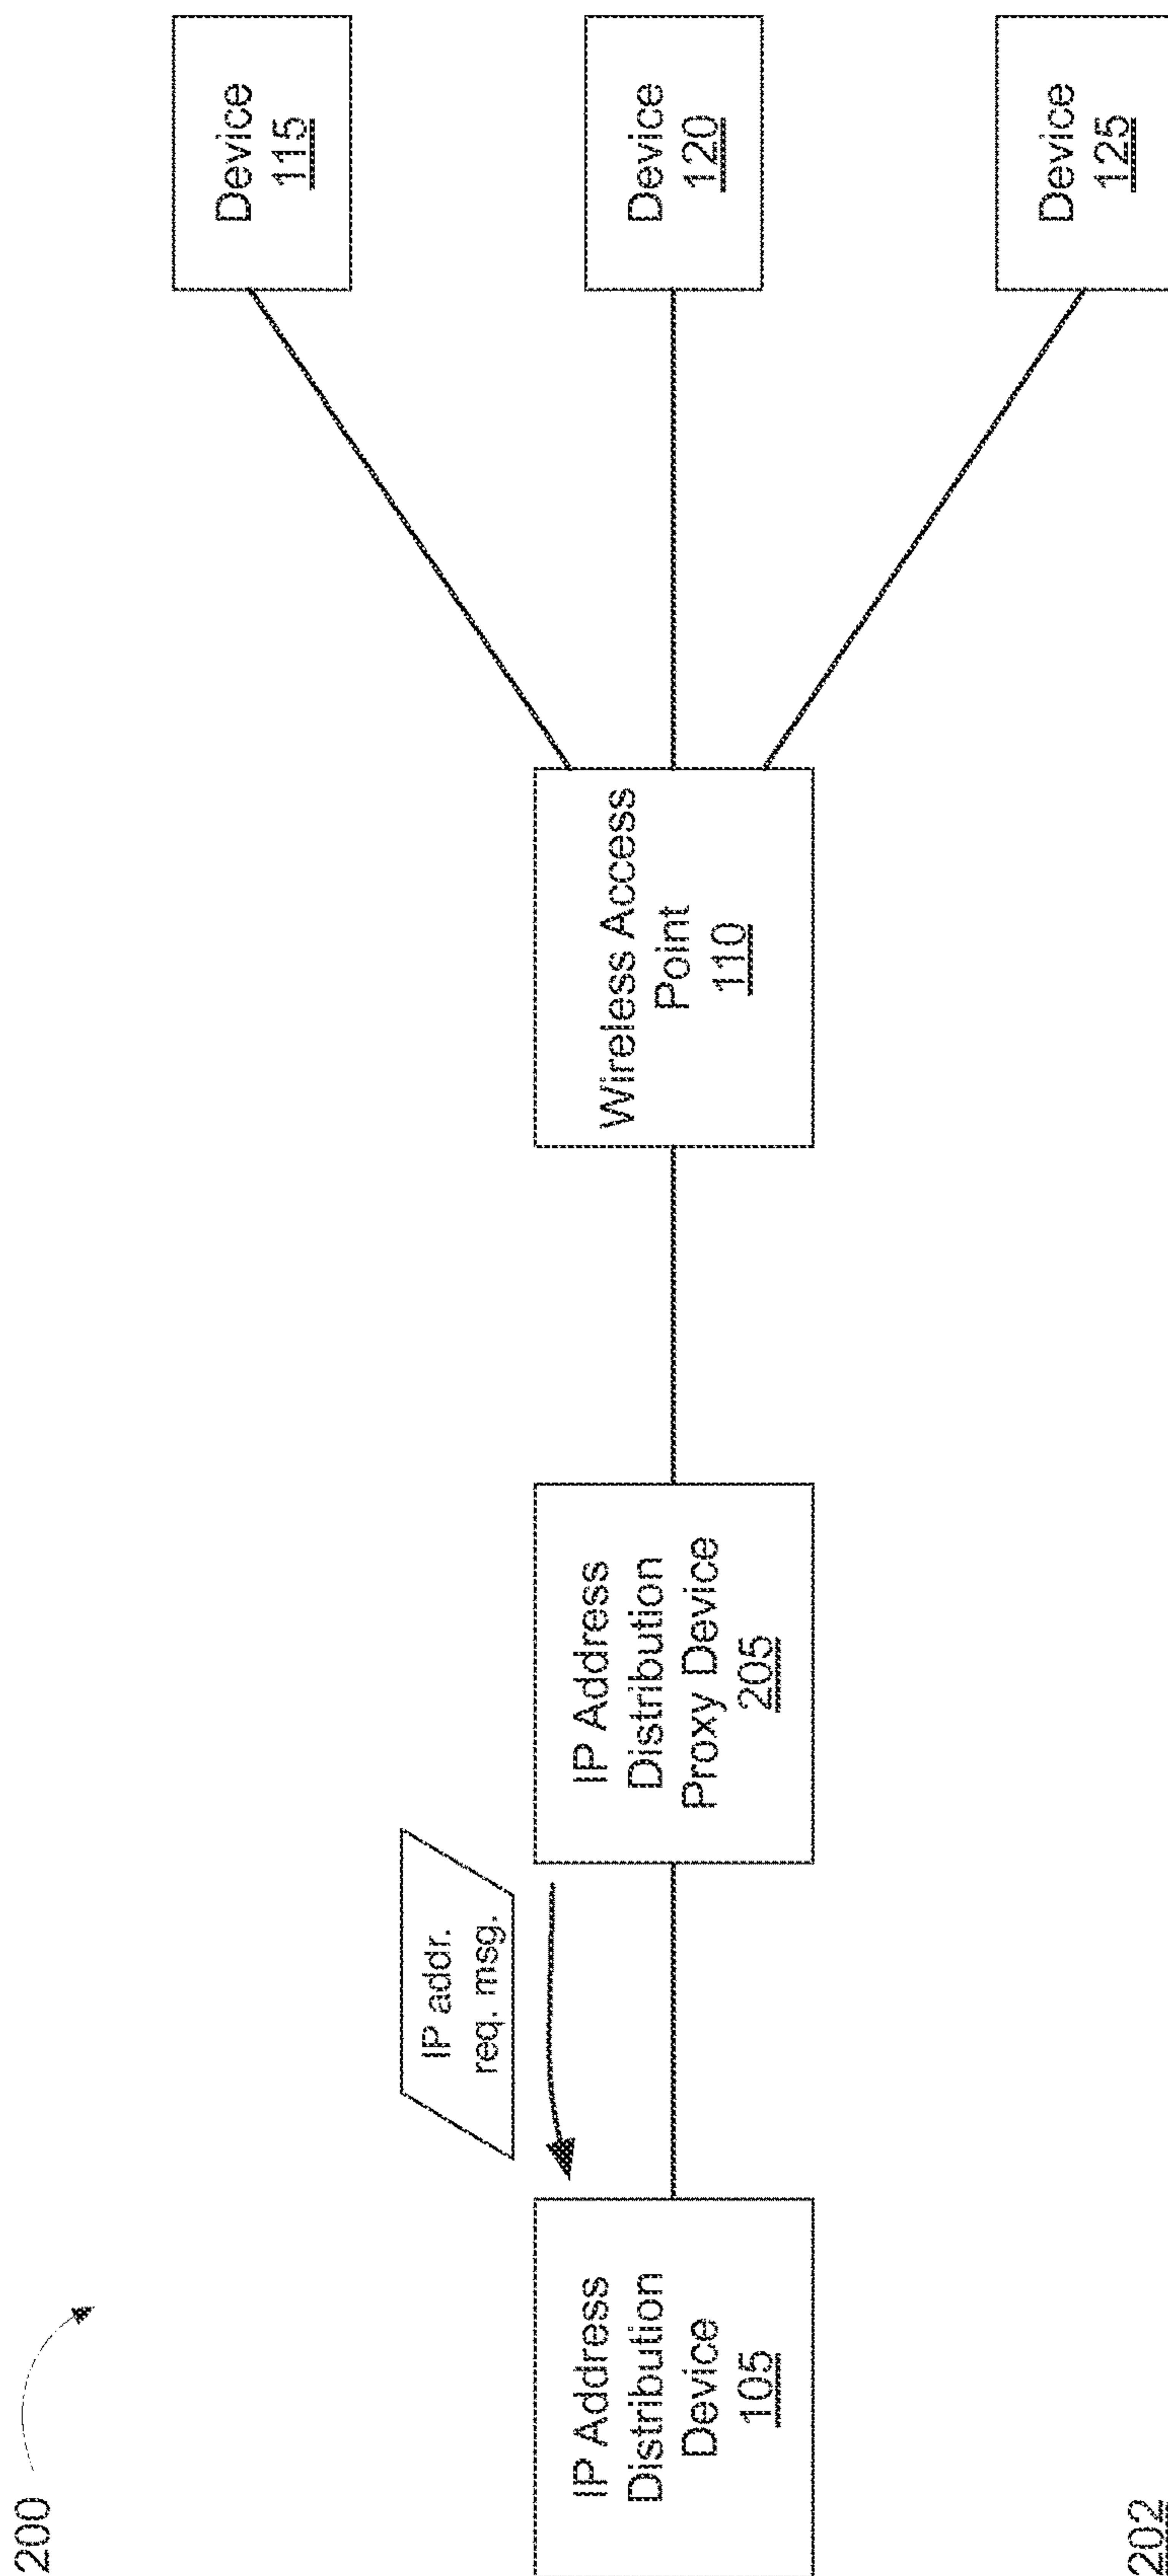 200
IP addr.
req. msg.
IP Address
Distribution
Device
105
IP Address
Distribution
Proxy Device
205
Wireless Access
Point
110
Device
115
Device
120
Device
125
202